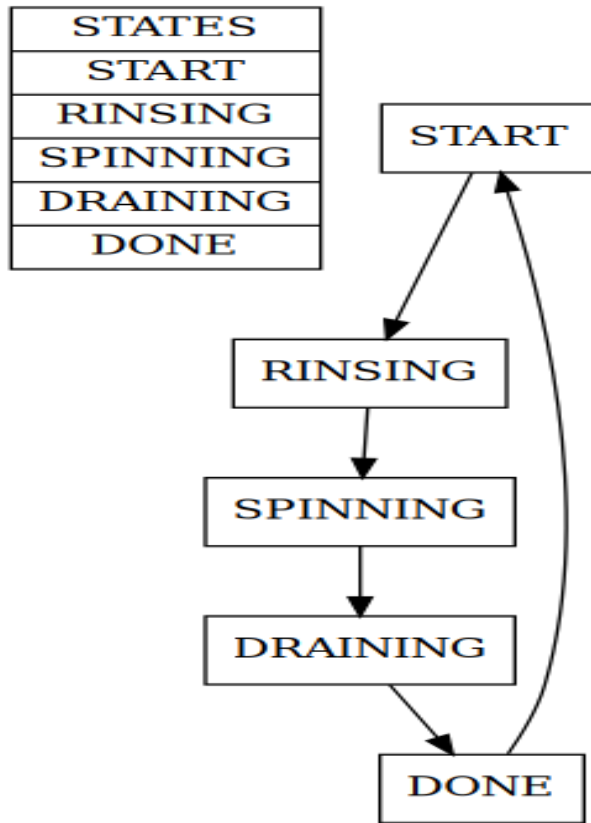 STATES
START
RINSING
SPINNING
DRAINING
DONE
START
RINSING
SPINNING
DRAINING
DONE